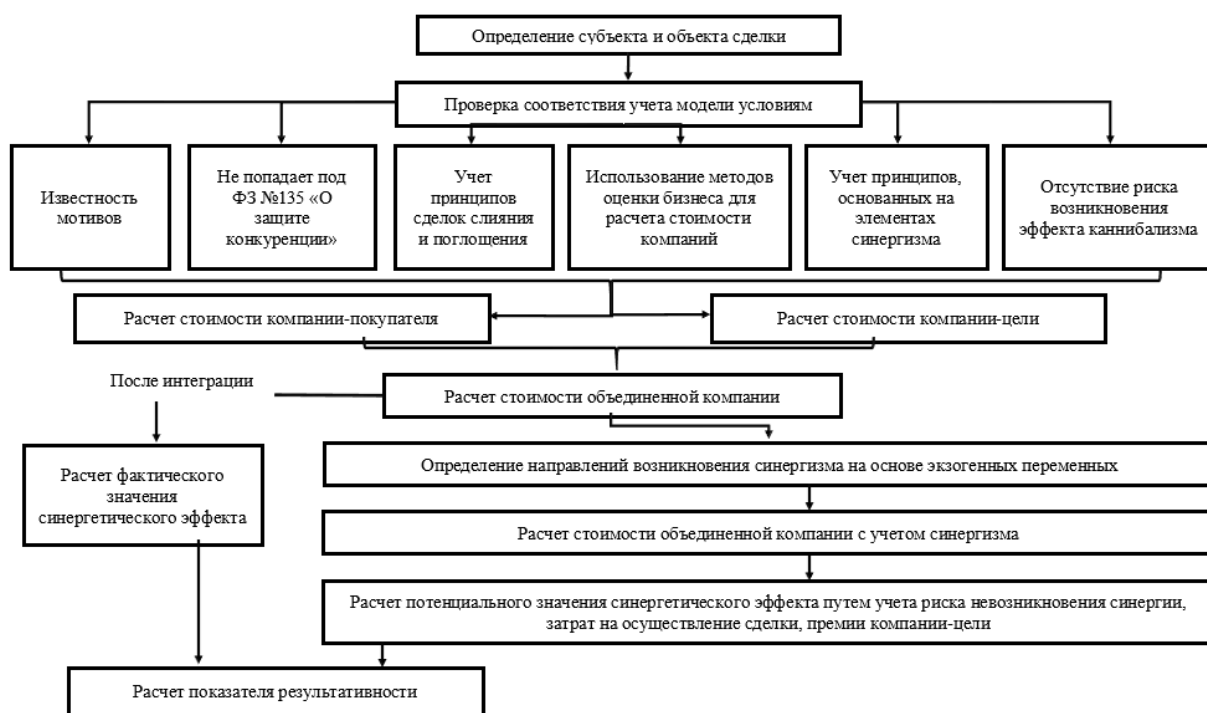 Определение субъекта и объекта сделки
Проверка соответствия учета модели условиям
Известность
мотивов
Не попадает под
ФЗ №135 «О
защите
конкуренции»
Учет
принципов
сделок слияния
и поглощения
Использование методов
оценки бизнеса для
расчета стоимости
компаний
Учет принципов,
основанных на
элементах
синергизма
Отсутствие риска
возникновения
эффекта каннибализма
Расчет стоимости компании-покупателя
Расчет стоимости компании-цели
После интеграции
Расчет стоимости объединенной компании
Расчет фактического
значения
синергетического эффекта
Определение направлений возникновения синергизма на основе экзогенных переменных
Расчет стоимости объединенной компании с учетом синергизма
Расчет потенциального значения синергетического эффекта путем учета риска невозникновения синергии,
затрат на осуществление сделки, премии компании-цели
Расчет показателя результативности